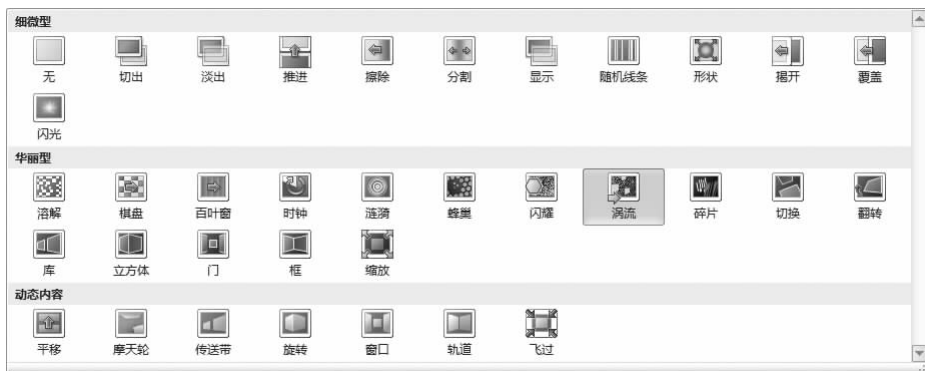 细微型
无 切出 淡出 推进 擦除 分割 显示 随机线条 形状 揭开 覆盖
闪光
华丽型
溶解 棋盘 百叶窗 时钟 涟漪 蜂巢 闪耀 涡流 碎片 切换 翻转
库 立方体 门 框 缩放
动态内容
平移 摩天轮 传送带 旋转 窗口 轨道 飞过